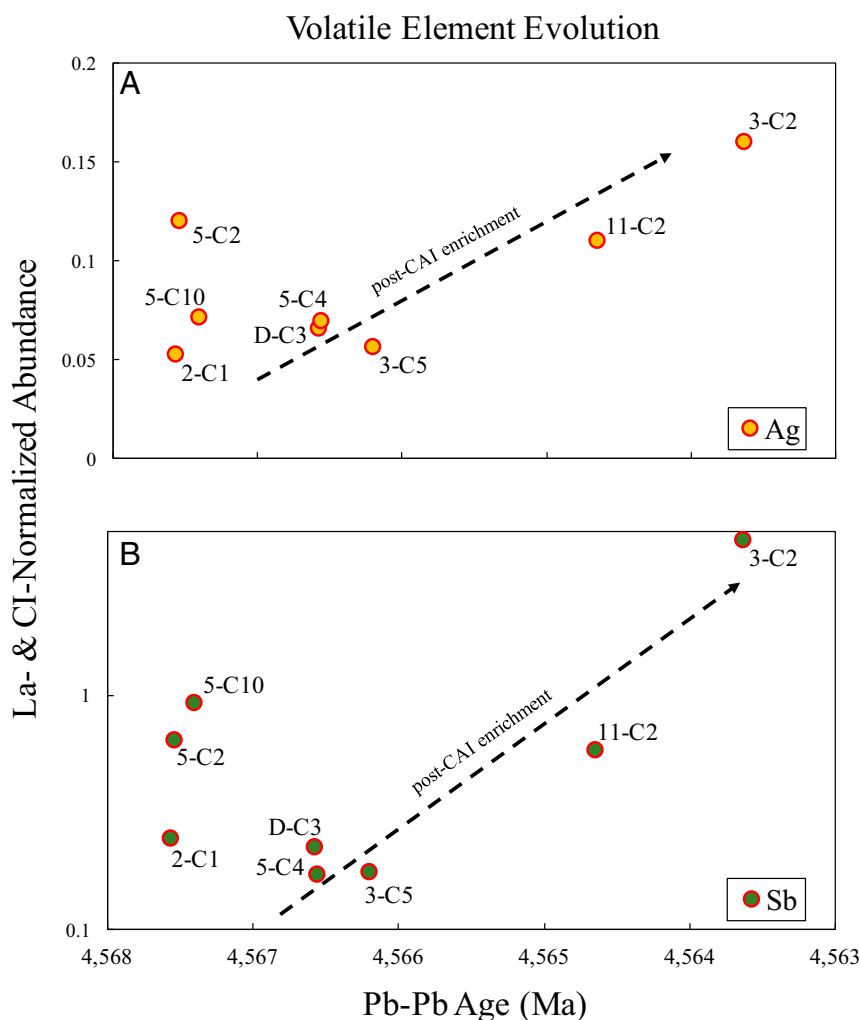 Volatile Element Evolution
La- & CI-Normalized Abundance
A
0.2
0.15
0.1
0.05
0
3-C2
5-C2
11-C2
post-CAI enrichment
5-C10
5-C4
D-C3
2-C1
3-C5
Ag
B
1
0.1
3-C2
5-C10
5-C2
11-C2
post-CAI enrichment
D-C3
2-C1
5-C4
3-C5
Sb
4,568 4,567 4,566 4,565 4,564 4,563
Pb-Pb Age (Ma)